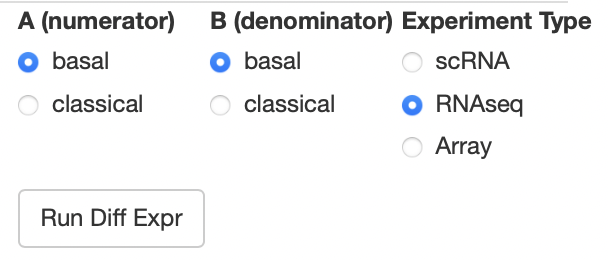 A (numerator) B (denominator) Experiment Type
basal basal scRNA
classical classical RNAseq
Array
Run Diff Expr